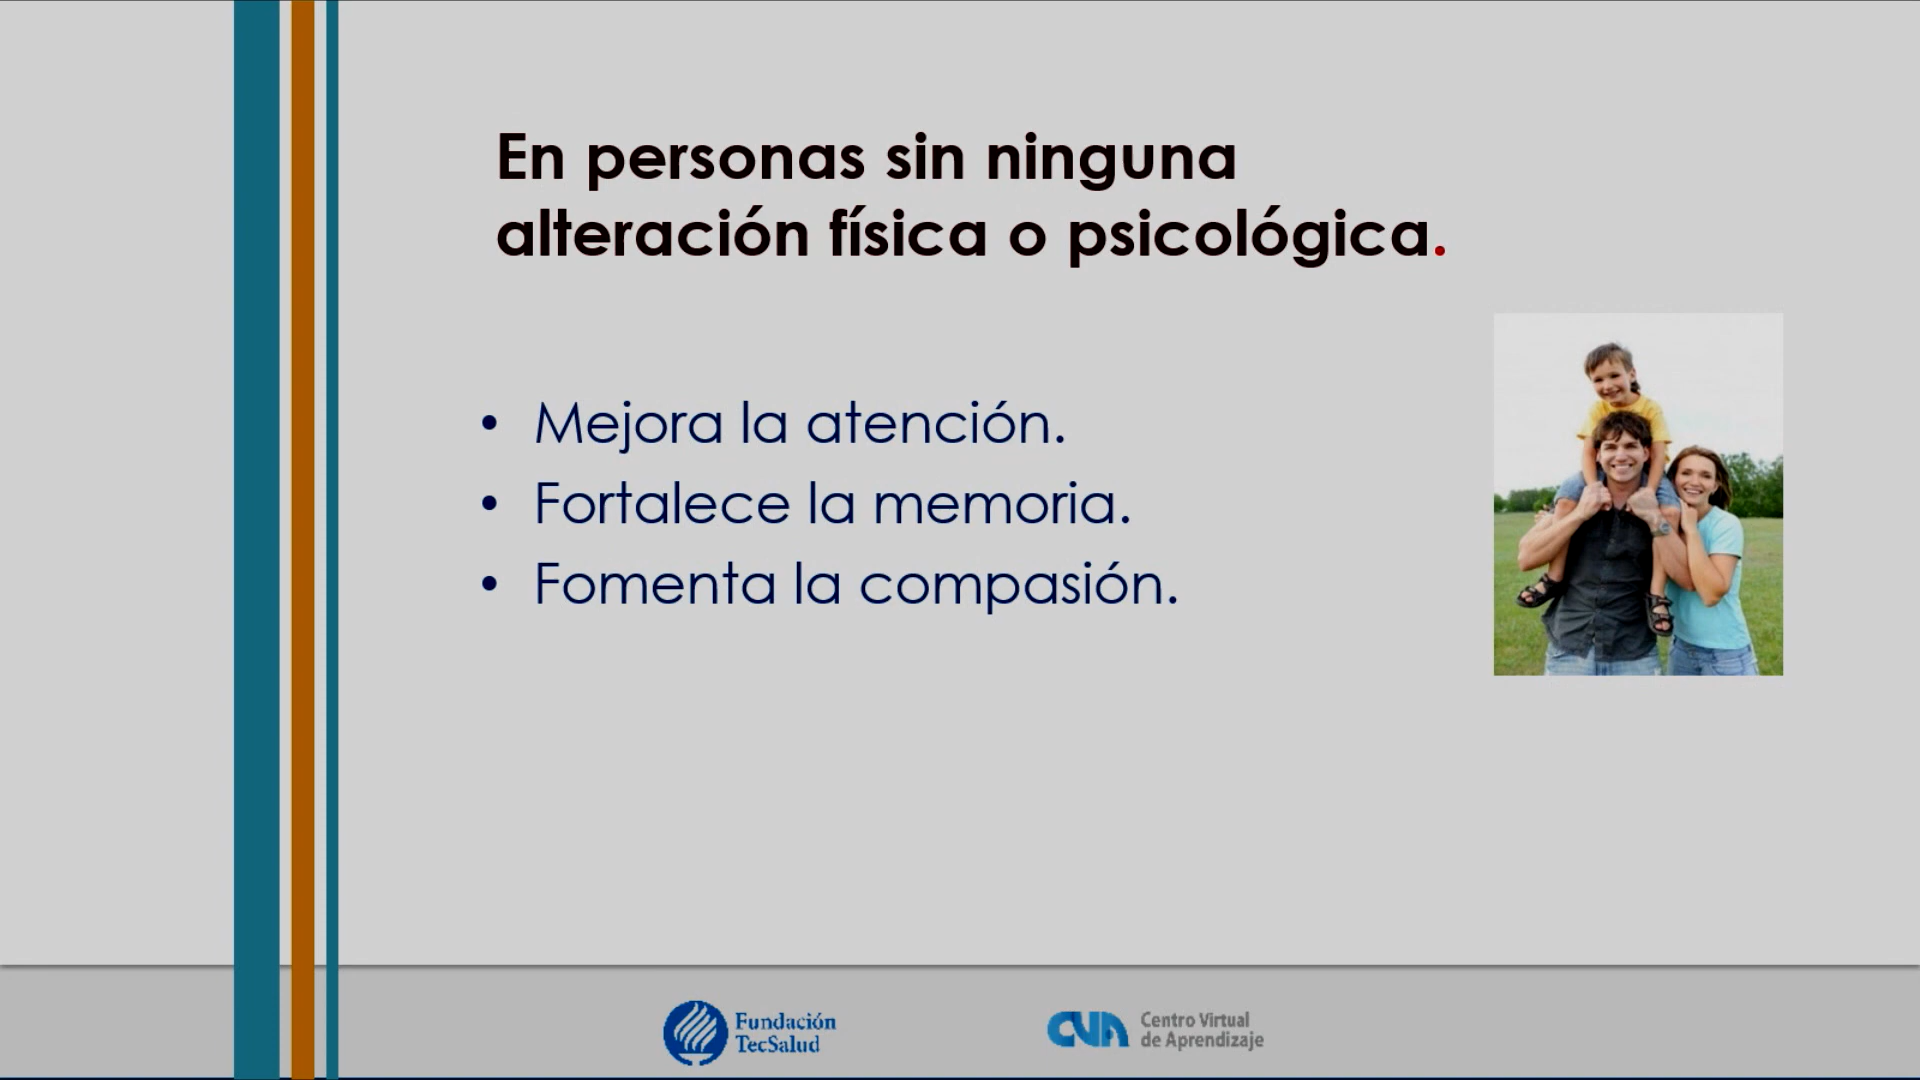 En personas sin ninguna
alteración física o psicológica.
• Mejora la atención.
• Fortalece la memoria.
• Fomenta la compasión.
Fundación
TecSalud
CVA
Centro Virtual
de Aprendizaje